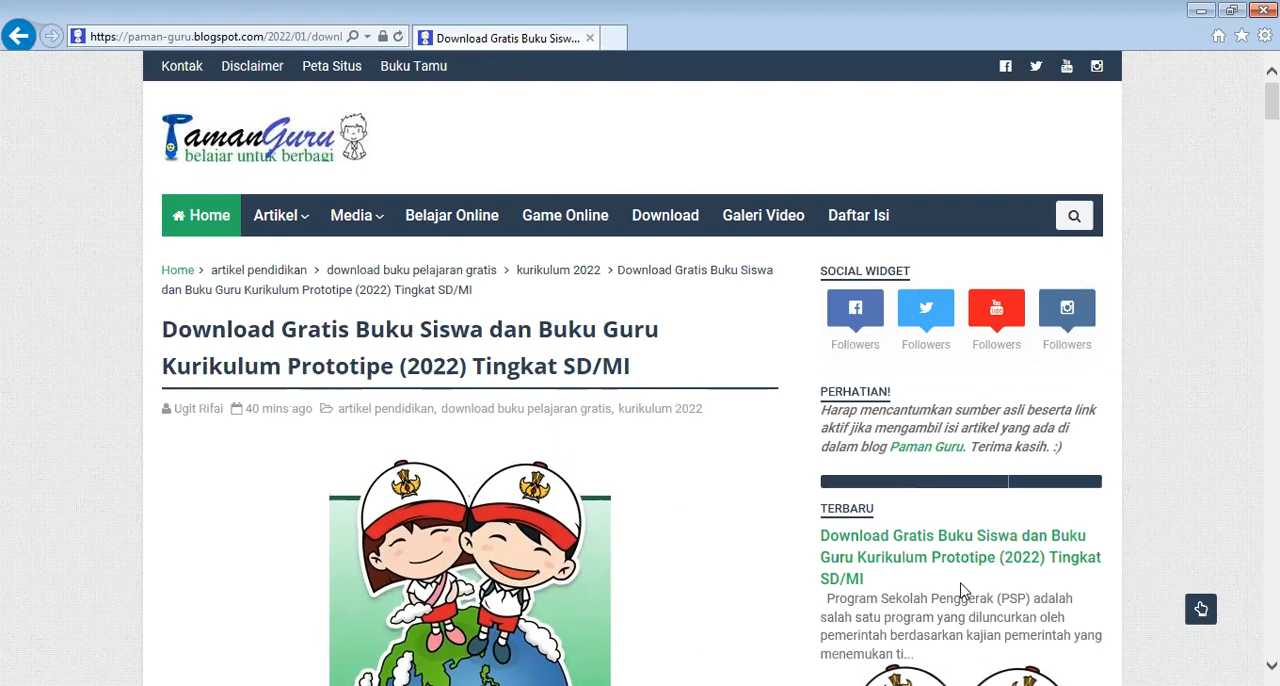 https://paman-guru.blogspot.com/2022/01/downl
Download Gratis Buku Sisw...
Kontak Disclaimer Peta Situs Buku Tamu
TamanGuru
belajar untuk berbagi
Home Artikel Media Belajar Online Game Online Download Galeri Video Daftar Isi
Home > artikel pendidikan > download buku pelajaran gratis > kurikulum 2022 > Download Gratis Buku Siswa
dan Buku Guru Kurikulum Prototipe (2022) Tingkat SD/MI
Download Gratis Buku Siswa dan Buku Guru
Kurikulum Prototipe (2022) Tingkat SD/MI
Ugit Rifai 40 mins ago artikel pendidikan, download buku pelajaran gratis, kurikulum 2022
SOCIAL WIDGET
You Tube
Followers Followers Followers Followers
PERHATIAN!
Harap mencantumkan sumber asli beserta link
aktif jika mengambil isi artikel yang ada di
dalam blog Paman Guru. Terima kasih. :)
TERBARU
Download Gratis Buku Siswa dan Buku
Guru Kurikulum Prototipe (2022) Tingkat
SD/MI
Program Sekolah Penggerak (PSP) adalah
salah satu program yang diluncurkan oleh
pemerintah berdasarkan kajian pemerintah yang
menemukan ti...